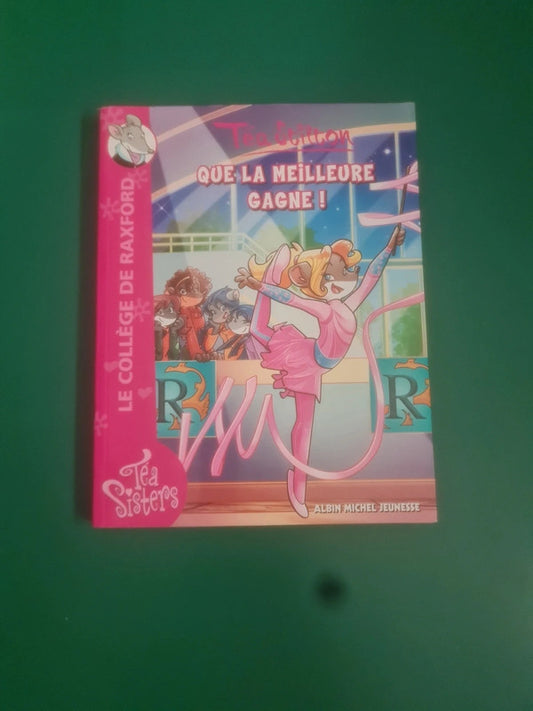 Téa Stilton
QUE LA MEILLEURE
GAGNE !
LE COLLÈGE DE RAXFORD
R
R
Téa
Sisters
ALBIN MICHEL JEUNESSE